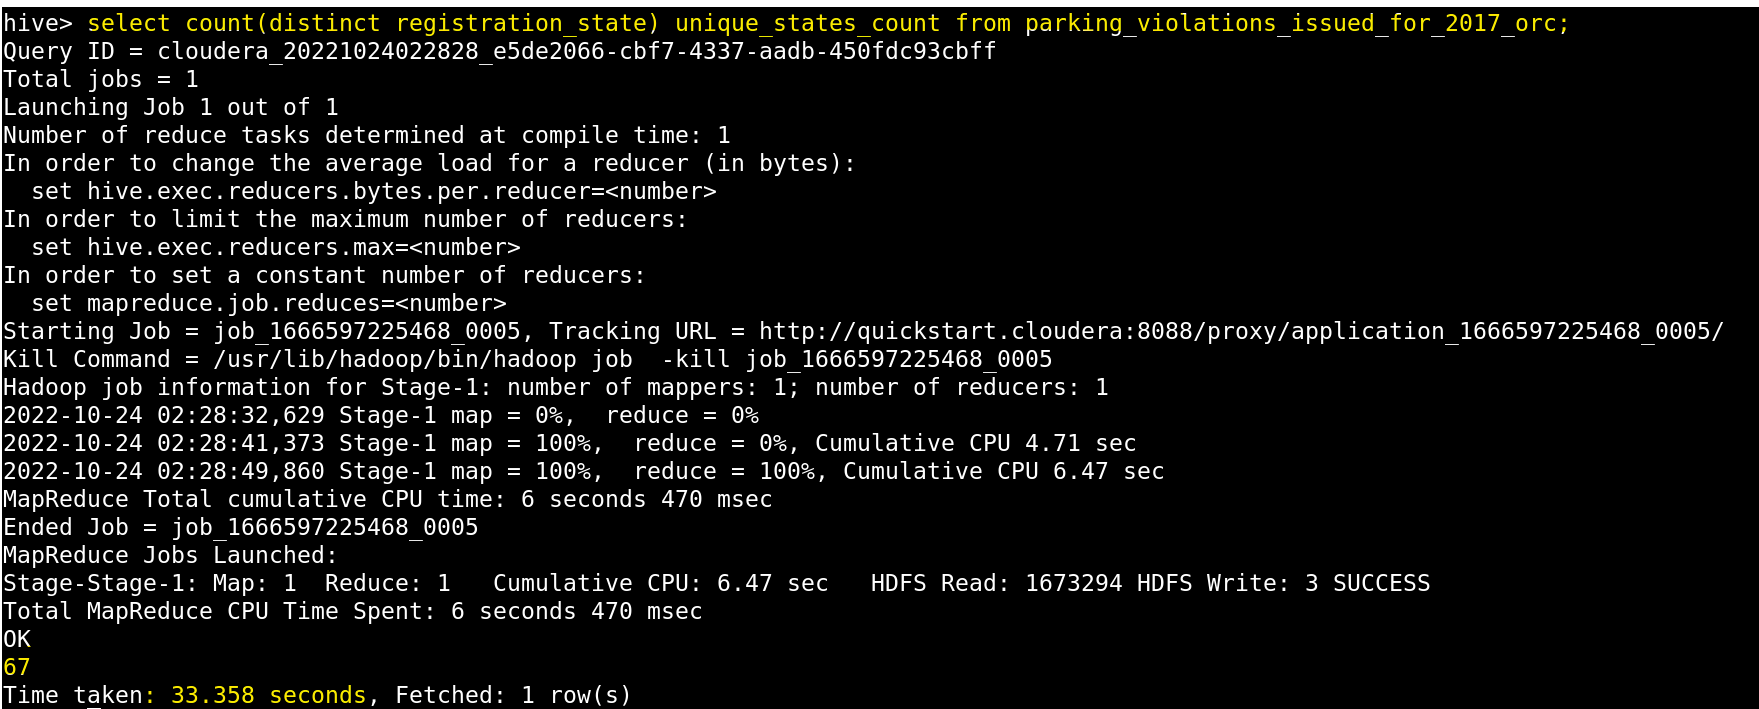 hive> select count(distinct registration_state) unique_states_count from parking_violations_issued_for_2017_orc;
Query ID = cloudera_20221024022828_e5de2066-cbf7-4337-aadb-450fdc93cbff
Total jobs = 1
Launching Job 1 out of 1
Number of reduce tasks determined at compile time: 1
In order to change the average load for a reducer (in bytes):
  set hive.exec.reducers.bytes.per.reducer=<number>
In order to limit the maximum number of reducers:
  set hive.exec.reducers.max=<number>
In order to set a constant number of reducers:
  set mapreduce.job.reduces=<number>
Starting Job = job_1666597225468_0005, Tracking URL = http://quickstart.cloudera:8088/proxy/application_1666597225468_0005/
Kill Command = /usr/lib/hadoop/bin/hadoop job  -kill job_1666597225468_0005
Hadoop job information for Stage-1: number of mappers: 1; number of reducers: 1
2022-10-24 02:28:32,629 Stage-1 map = 0%,  reduce = 0%
2022-10-24 02:28:41,373 Stage-1 map = 100%,  reduce = 0%, Cumulative CPU 4.71 sec
2022-10-24 02:28:49,860 Stage-1 map = 100%,  reduce = 100%, Cumulative CPU 6.47 sec
MapReduce Total cumulative CPU time: 6 seconds 470 msec
Ended Job = job_1666597225468_0005
MapReduce Jobs Launched:
Stage-Stage-1: Map: 1  Reduce: 1   Cumulative CPU: 6.47 sec   HDFS Read: 1673294 HDFS Write: 3 SUCCESS
Total MapReduce CPU Time Spent: 6 seconds 470 msec
OK
67
Time taken: 33.358 seconds, Fetched: 1 row(s)